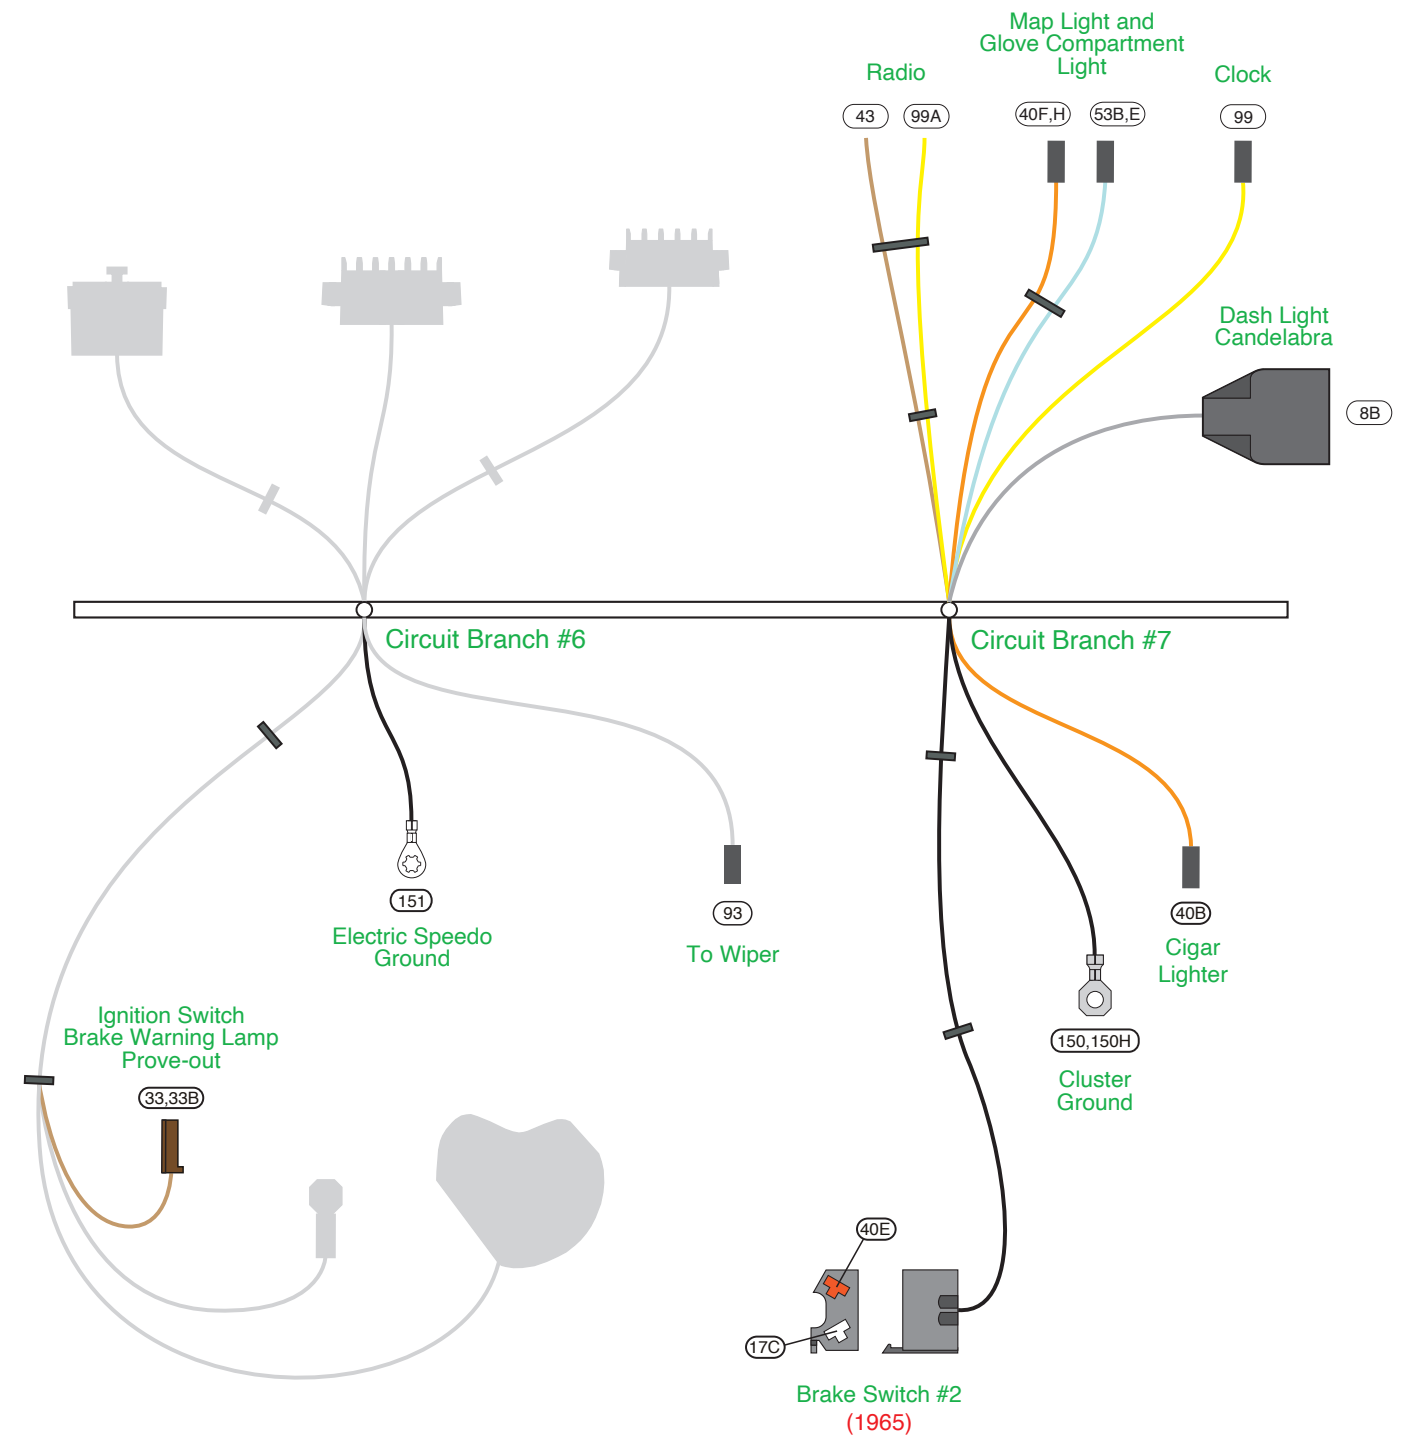 Map Light and
Glove Compartment
Light
Radio
Clock
43
99A
40F,H
53B,E
99
Dash Light
Candelabra
8B
Circuit Branch #6
Circuit Branch #7
151
Electric Speedo
Ground
93
To Wiper
40B
Cigar
Lighter
Ignition Switch
Brake Warning Lamp
Prove-out
33,33B
150,150H
Cluster
Ground
40E
17C
Brake Switch #2
(1965)